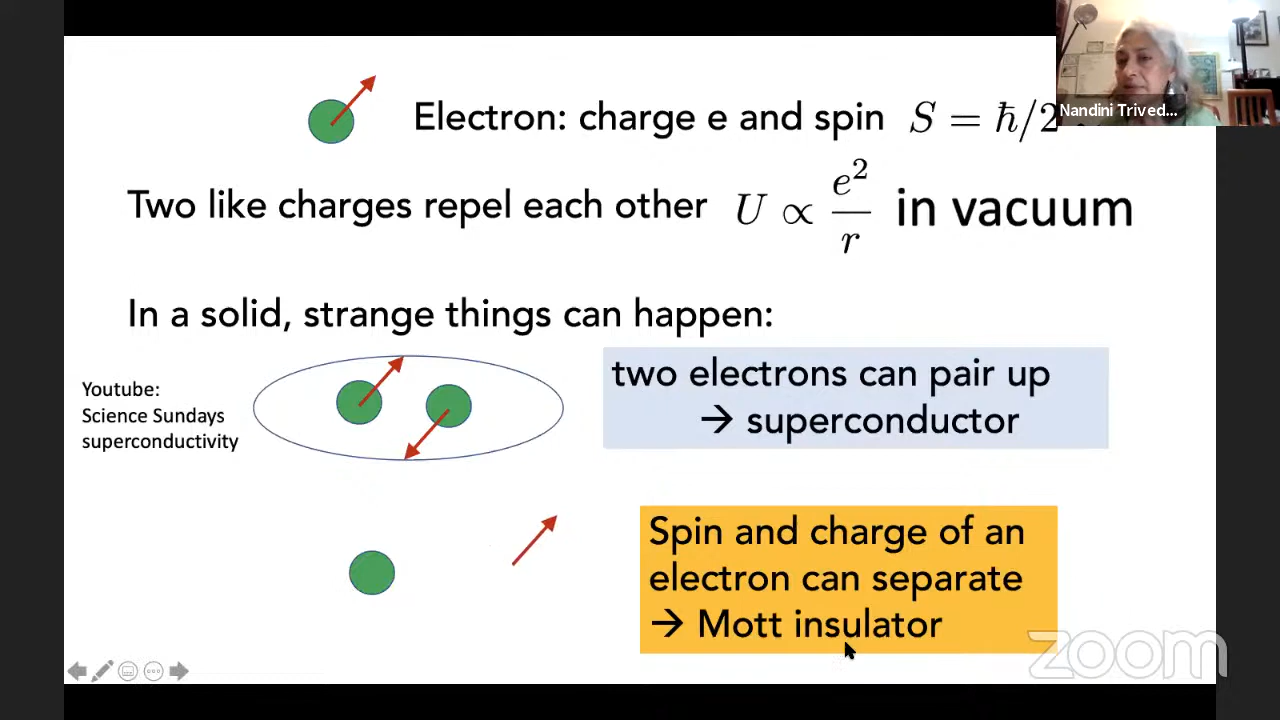 Electron: charge e and spin S = ħ/2
Nandini Trived...
Two like charges repel each other U ∝ e²/r in vacuum
In a solid, strange things can happen:
Youtube:
Science Sundays
superconductivity
two electrons can pair up
→ superconductor
Spin and charge of an
electron can separate
→ Mott insulator
zoom